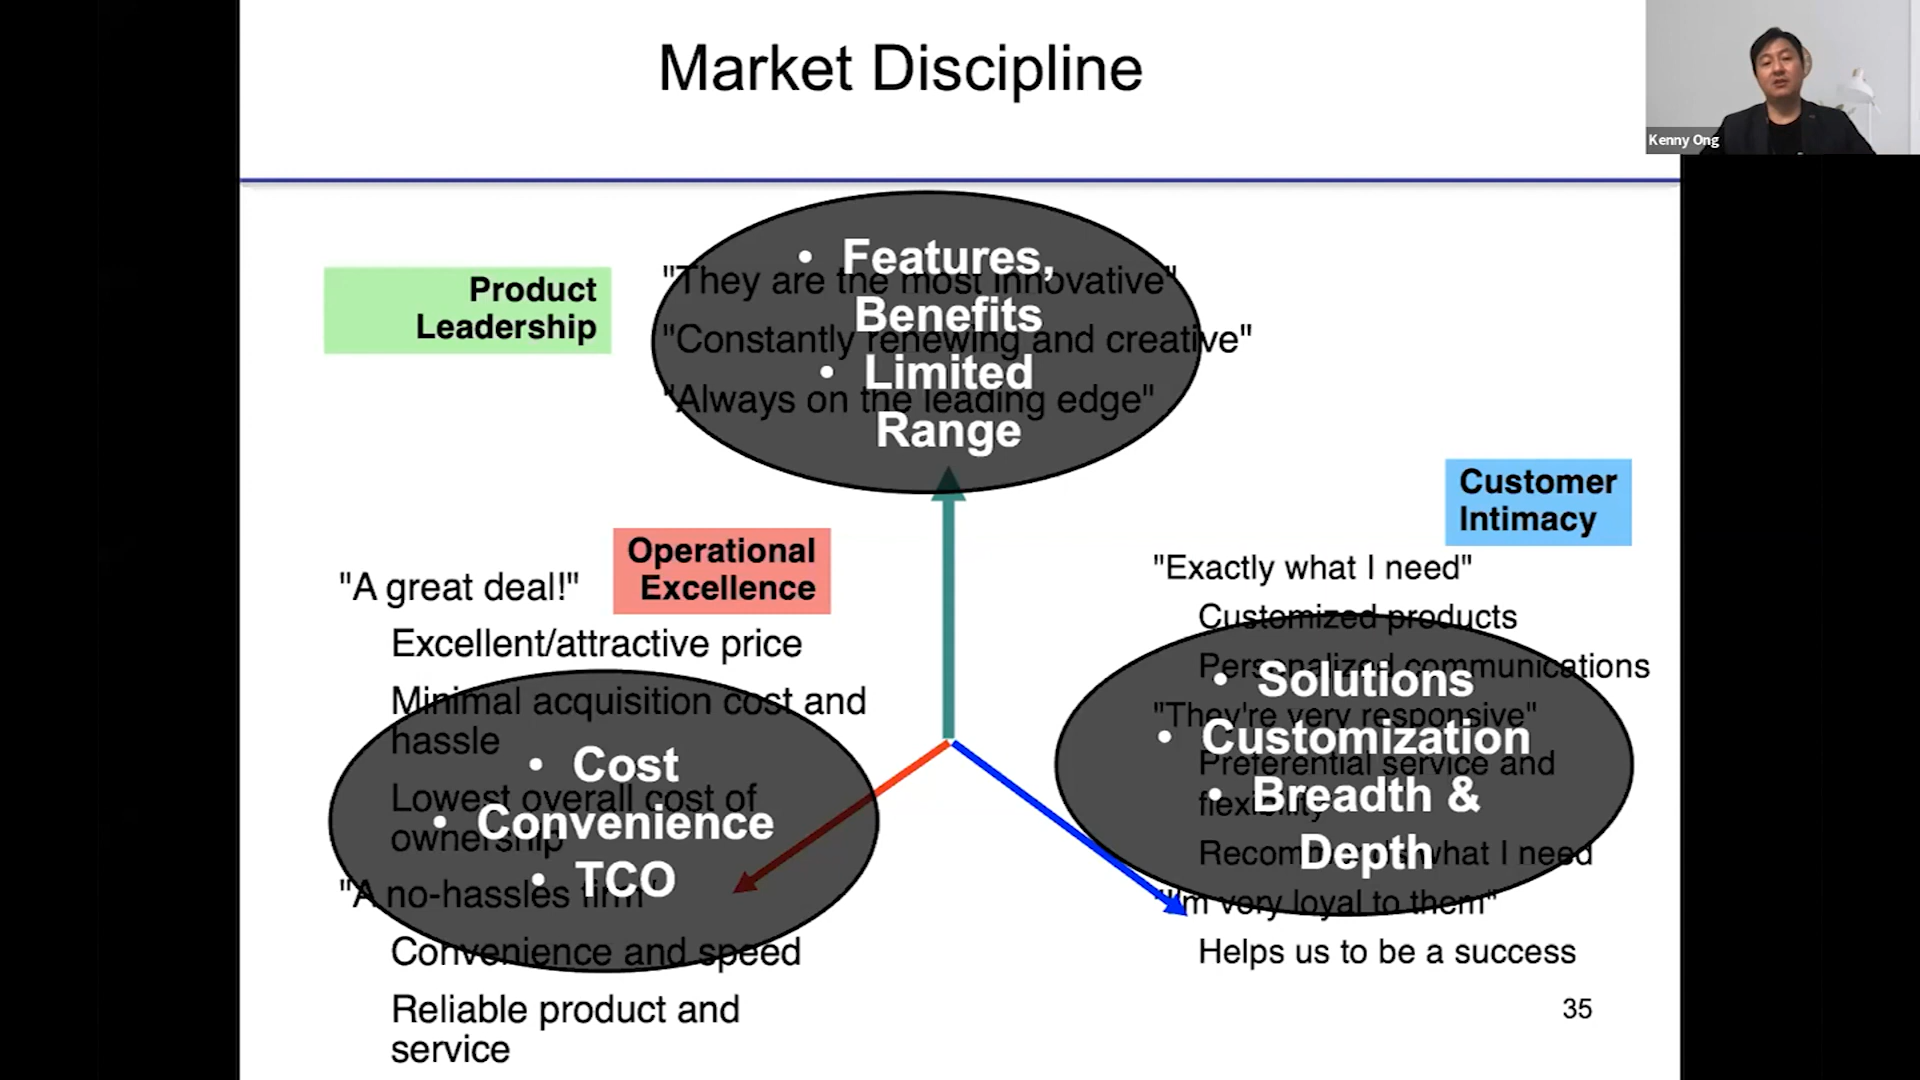 Market Discipline
Kenny Ong
Product
Leadership
"They are the most innovative"
"Constantly renewing and creative"
"Always on the leading edge"
• Features,
Benefits
• Limited
Range
Customer
Intimacy
Operational
Excellence
"A great deal!"
Excellent/attractive price
Minimal acquisition cost and
hassle
Lowest overall cost of
ownership
"A no-hassles firm"
Convenience and speed
Reliable product and
service
• Cost
• Convenience
• TCO
"Exactly what I need"
Customized products
Personalized communications
"They're very responsive"
Preferential service and
flexibility"
Recommends what I need
"I'm very loyal to them"
Helps us to be a success
• Solutions
• Customization
• Breadth &
Depth
35